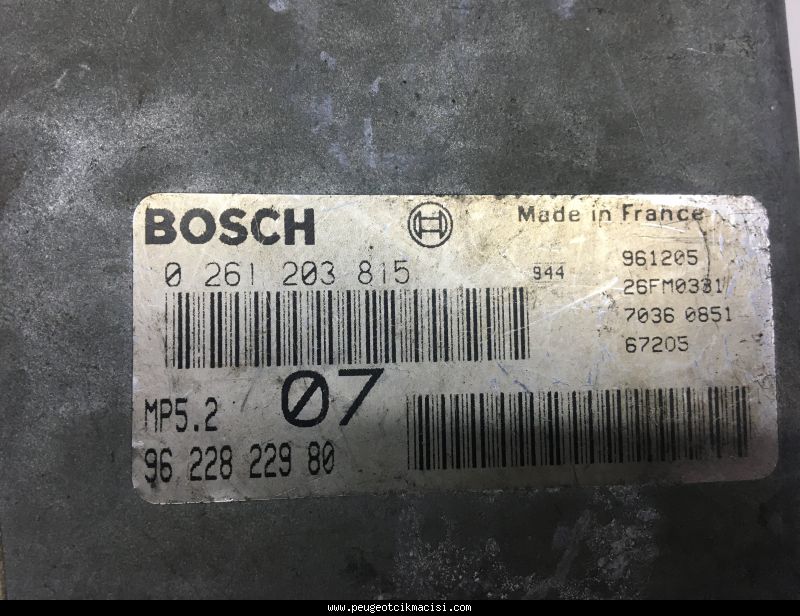 BOSCH
Made in France
0 261 203 815
944
961205
26FM0331
7036 0851
67205
MP5.2
07
96 228 229 80
www.peugeotcikmacisi.com